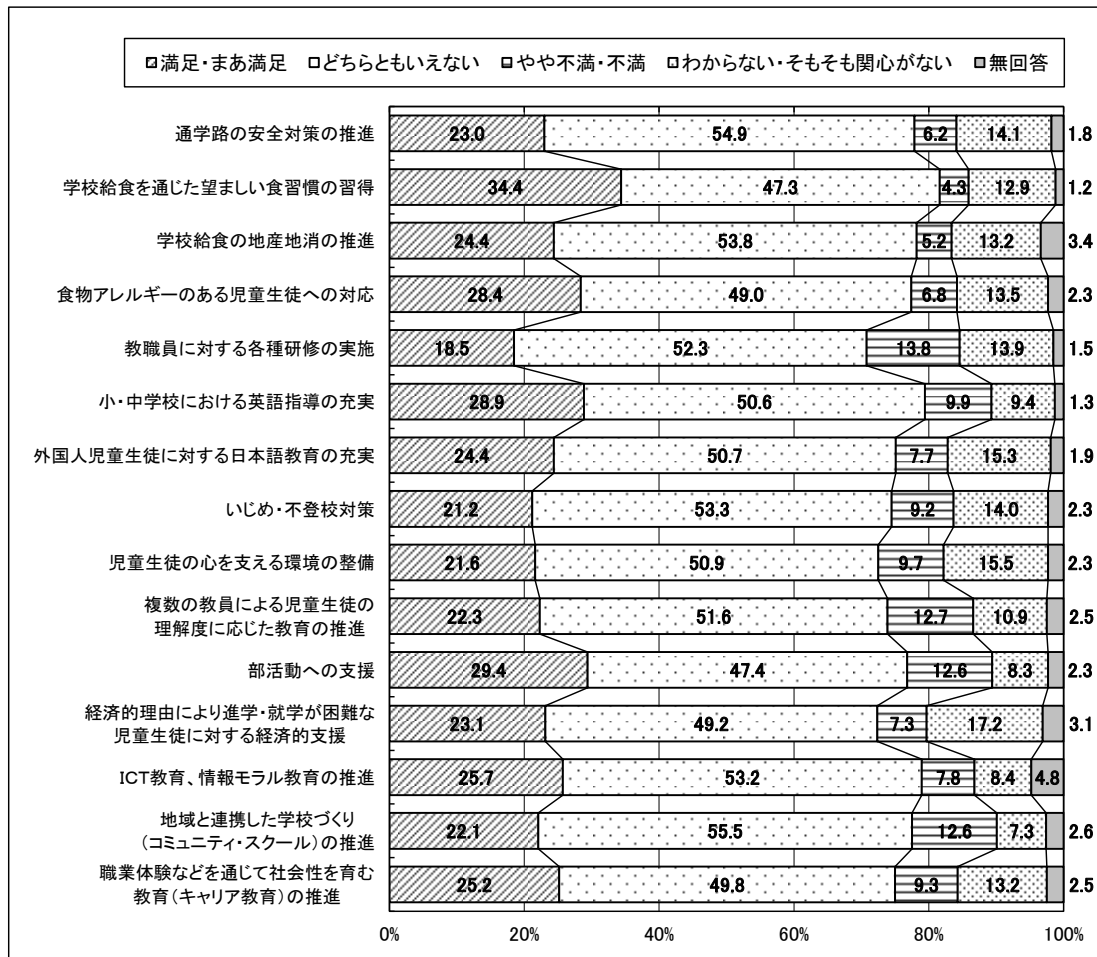 満足・まあ満足 どちらともいえない やや不満・不満 わからない・そもそも関心がない 無回答
通学路の安全対策の推進 23.0 54.9 6.2 14.1 1.8
学校給食を通じた望ましい食習慣の習得 34.4 47.3 4.3 12.9 1.2
学校給食の地産地消の推進 24.4 53.8 5.2 13.2 3.4
食物アレルギーのある児童生徒への対応 28.4 49.0 6.8 13.5 2.3
教職員に対する各種研修の実施 18.5 52.3 13.8 13.9 1.5
小・中学校における英語指導の充実 28.9 50.6 9.9 9.4 1.3
外国人児童生徒に対する日本語教育の充実 24.4 50.7 7.7 15.3 1.9
いじめ・不登校対策 21.2 53.3 9.2 14.0 2.3
児童生徒の心を支える環境の整備 21.6 50.9 9.7 15.5 2.3
複数の教員による児童生徒の
理解度に応じた教育の推進 22.3 51.6 12.7 10.9 2.5
部活動への支援 29.4 47.4 12.6 8.3 2.3
経済的理由により進学・就学が困難な
児童生徒に対する経済的支援 23.1 49.2 7.3 17.2 3.1
ICT教育、情報モラル教育の推進 25.7 53.2 7.8 8.4 4.8
地域と連携した学校づくり
(コミュニティ・スクール)の推進 22.1 55.5 12.6 7.3 2.6
職業体験などを通じて社会性を育む
教育(キャリア教育)の推進 25.2 49.8 9.3 13.2 2.5
0% 20% 40% 60% 80% 100%